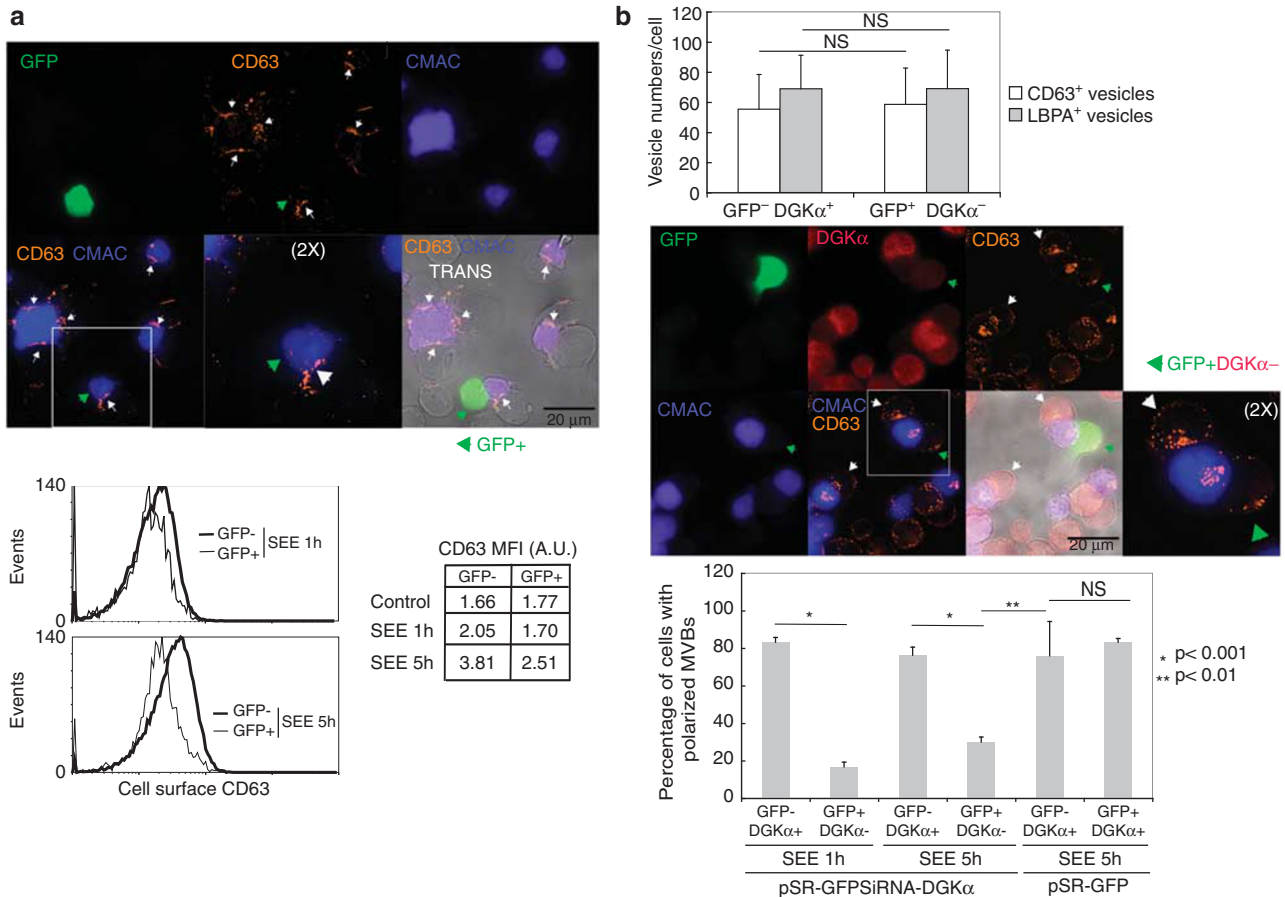 a
GFP
CD63
CMAC
CD63 CMAC
(2X)
CD63 CMAC
TRANS
20 µm
GFP+
140
Events
0
GFP-
GFP+
SEE 1h
140
Events
0
GFP-
GFP+
SEE 5h
Cell surface CD63
CD63 MFI (A.U.)
GFP- GFP+
Control 1.66 1.77
SEE 1h 2.05 1.70
SEE 5h 3.81 2.51
b
Vesicle numbers/cell
120
100
80
60
40
20
0
NS
NS
GFP⁻ DGKα⁺ GFP⁺ DGKα⁻
CD63⁺ vesicles
LBPA⁺ vesicles
GFP
DGKα
CD63
GFP+DGKα−
CMAC
CMAC
CD63
(2X)
20 µm
Percentage of cells with
polarized MVBs
120
100
80
60
40
20
0
*
*
**
NS
* p< 0.001
** p< 0.01
GFP- GFP+ GFP- GFP+ GFP- GFP+
DGKα+ DGKα- DGKα+ DGKα- DGKα+ DGKα+
SEE 1h SEE 5h SEE 5h
pSR-GFPSiRNA-DGKα pSR-GFP